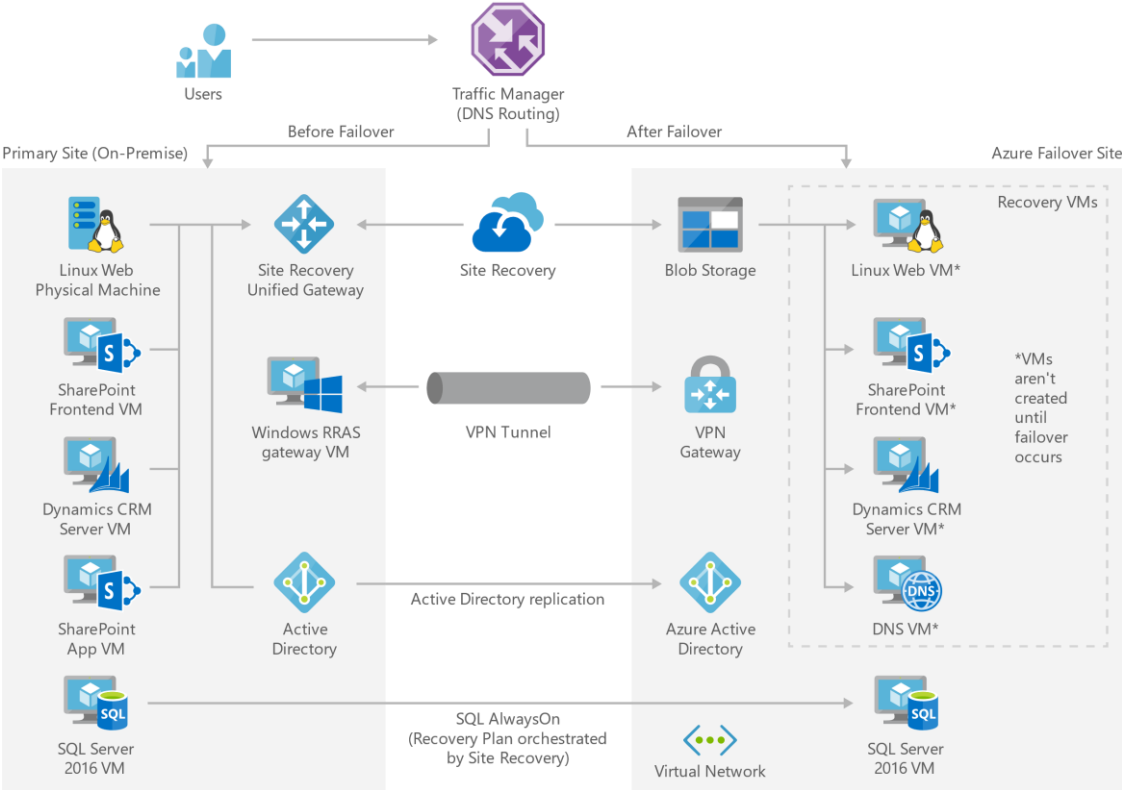 Users
Traffic Manager
(DNS Routing)
Before Failover
After Failover
Primary Site (On-Premise)
Azure Failover Site
Linux Web
Physical Machine
Site Recovery
Unified Gateway
Site Recovery
Blob Storage
Recovery VMs
Linux Web VM*
S
SharePoint
Frontend VM
Windows RRAS
gateway VM
VPN Tunnel
VPN
Gateway
S
SharePoint
Frontend VM*
*VMs
aren't
created
until
failover
occurs
Dynamics CRM
Server VM
Dynamics CRM
Server VM*
S
SharePoint
App VM
Active
Directory
Active Directory replication
Azure Active
Directory
DNS
DNS VM*
SQL
SQL Server
2016 VM
SQL AlwaysOn
(Recovery Plan orchestrated
by Site Recovery)
Virtual Network
SQL
SQL Server
2016 VM